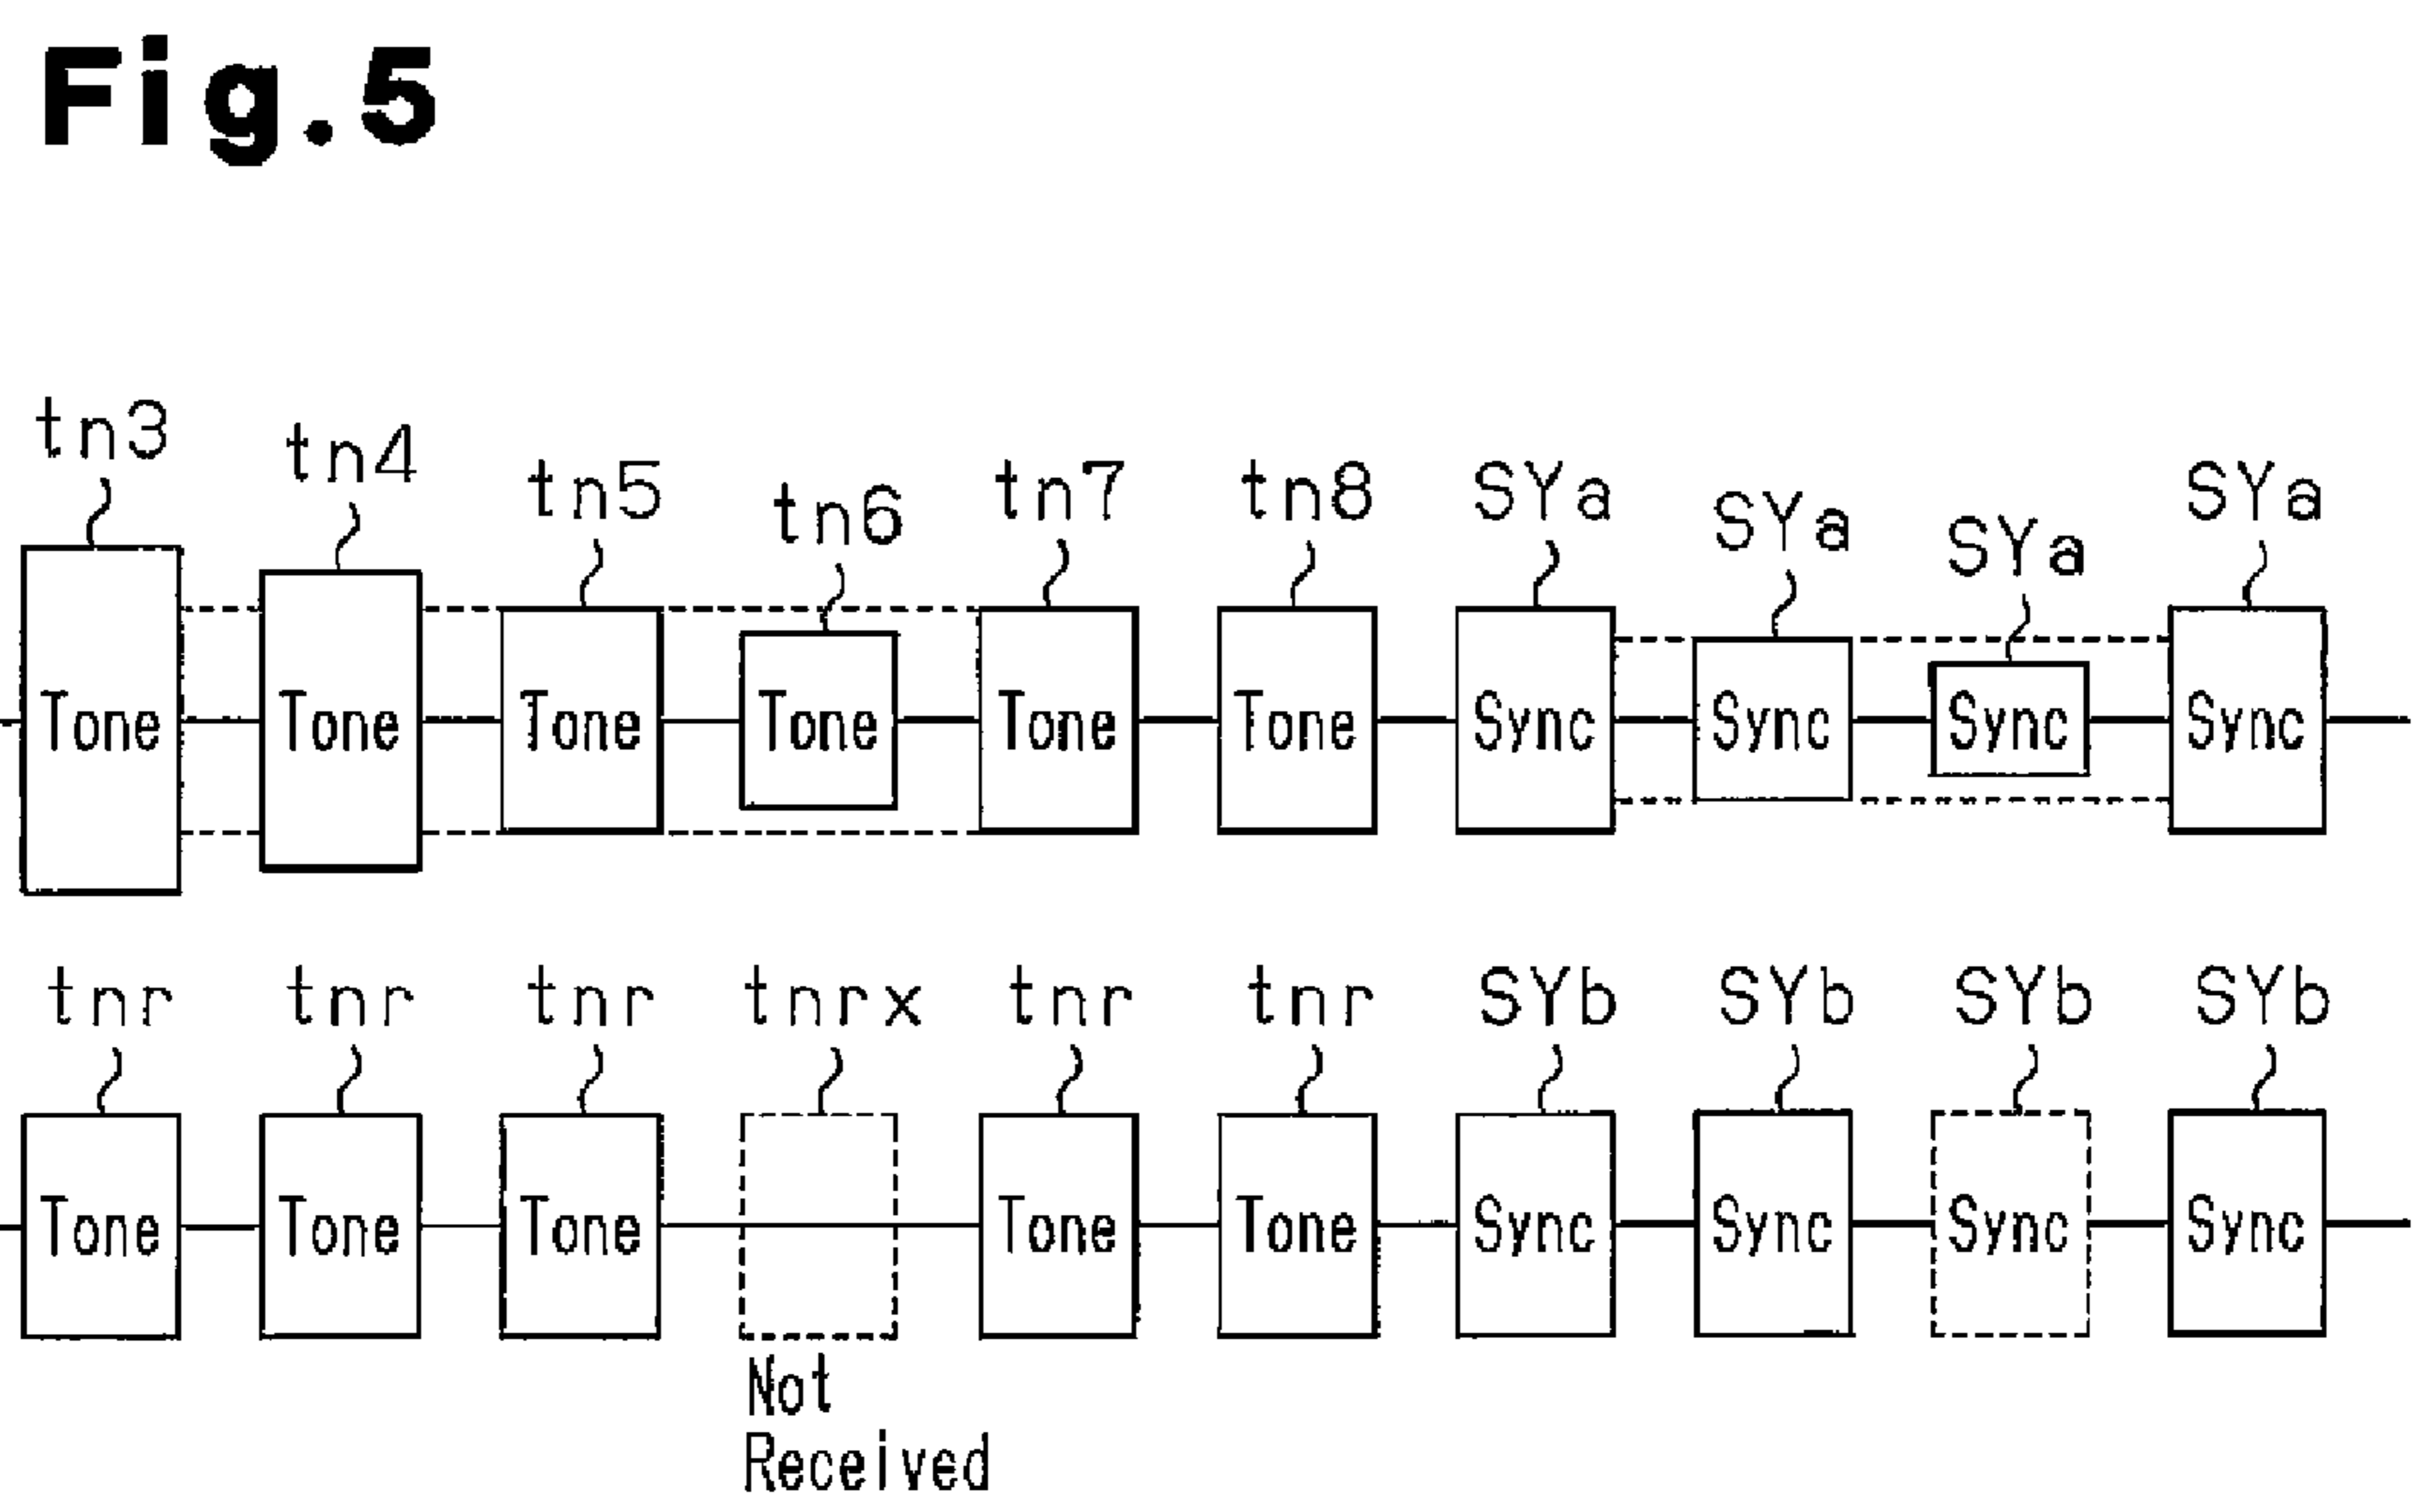 Fig.5
tn3 tn4 tn5 tn6 tn7 tn8 SYa SYa SYa SYa
Tone Tone Tone Tone Tone Tone Sync Sync Sync Sync
tnr tnr tnr tnrx tnr tnr SYb SYb SYb SYb
Tone Tone Tone Tone Tone Sync Sync Sync Sync
Not
Received